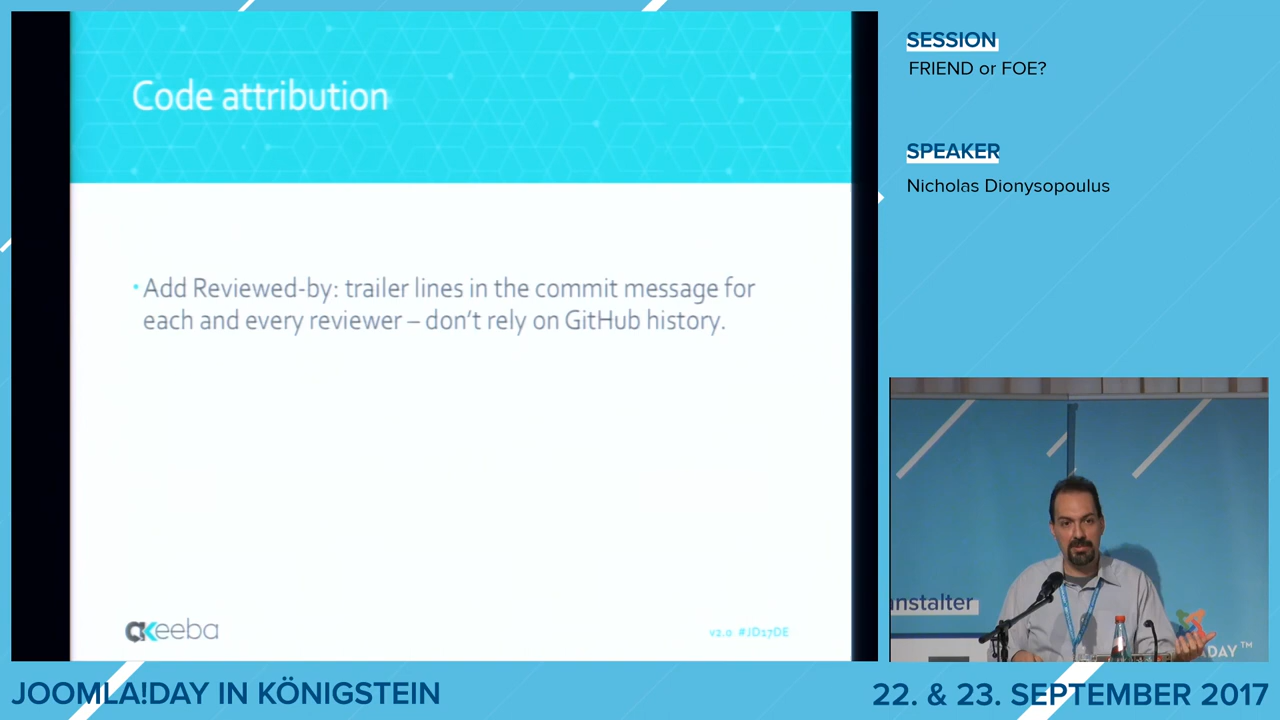 Code attribution
Add Reviewed-by: trailer lines in the commit message for
each and every reviewer – don't rely on GitHub history.
akeeba
v2.0 #JD17DE
SESSION
FRIEND or FOE?
SPEAKER
Nicholas Dionysopoulus
nstalter
DAY™
JOOMLA!DAY IN KÖNIGSTEIN
22. & 23. SEPTEMBER 2017